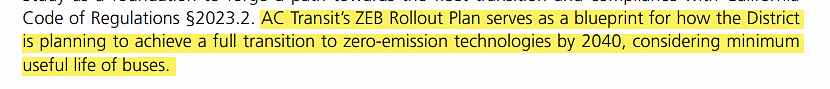 Code of Regulations §2023.2. AC Transit's ZEB Rollout Plan serves as a blueprint for how the District
is planning to achieve a full transition to zero-emission technologies by 2040, considering minimum
useful life of buses.